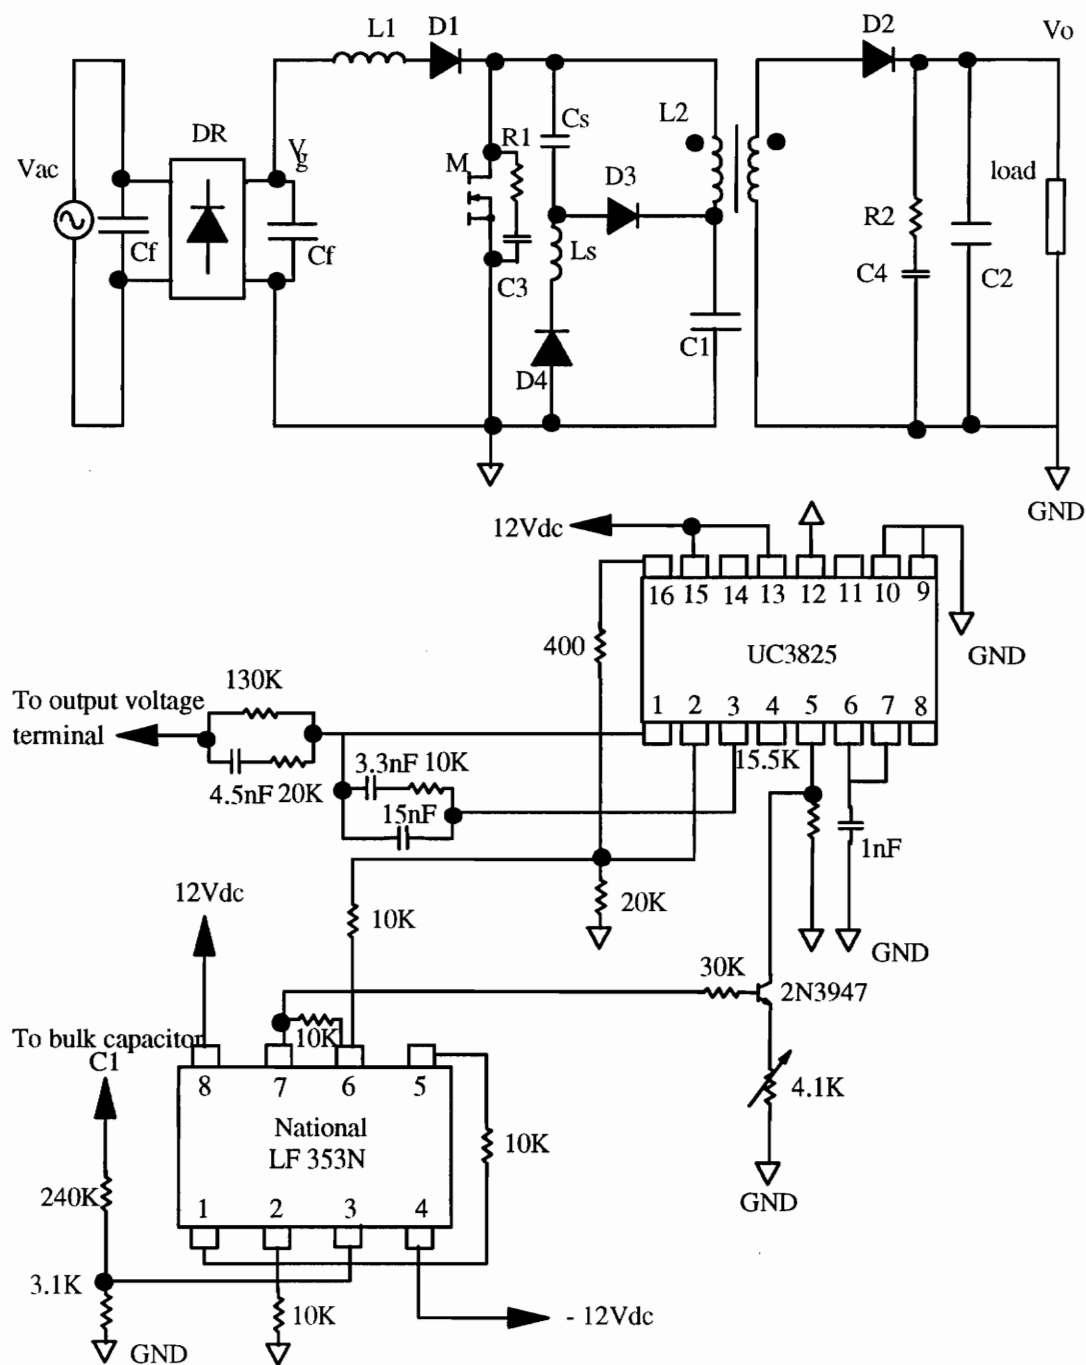 L1
D1
D2
Vo
DR
Vg
Cs
L2
Vac
R1
M
D3
load
Cf
Cf
Ls
R2
C3
C4
C2
C1
D4
GND
12Vdc
16 15 14 13 12 11 10 9
400
UC3825
GND
130K
To output voltage
terminal
1 2 3 4 5 6 7 8
15.5K
3.3nF 10K
4.5nF 20K
15nF
1nF
12Vdc
10K
20K
GND
30K
2N3947
10K
To bulk capacitor
C1
8 7 6 5
4.1K
National
LF 353N
10K
240K
GND
1 2 3 4
3.1K
10K
- 12Vdc
GND